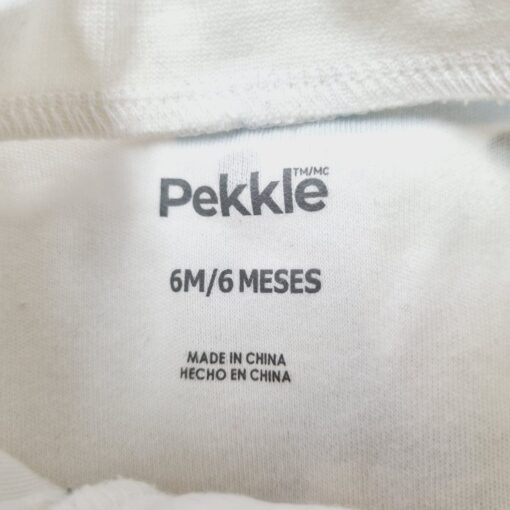 Pekkle™/MC
6M/6 MESES
MADE IN CHINA
HECHO EN CHINA